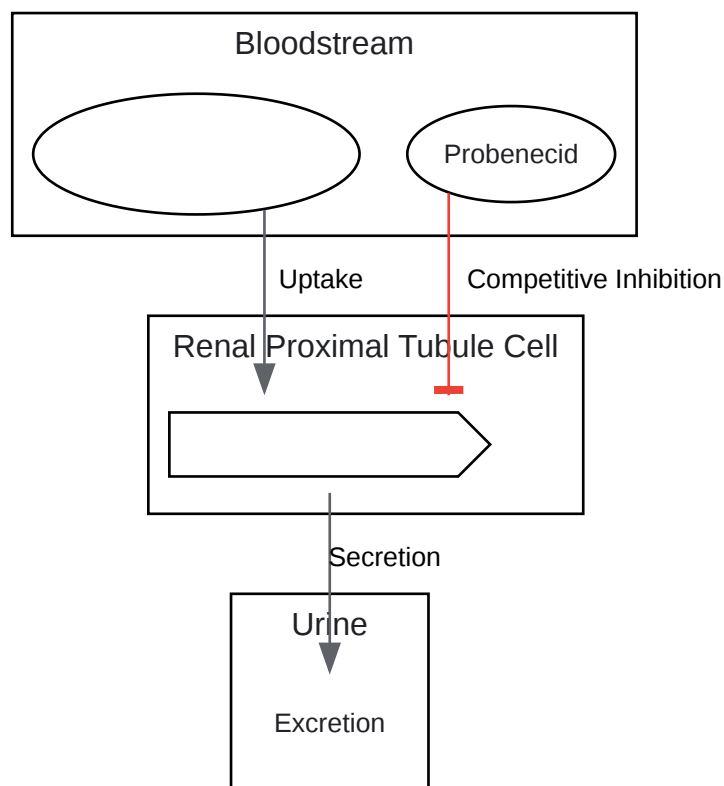 Bloodstream
Probenecid
Uptake
Competitive Inhibition
Renal Proximal Tubule Cell
Secretion
Urine
Excretion